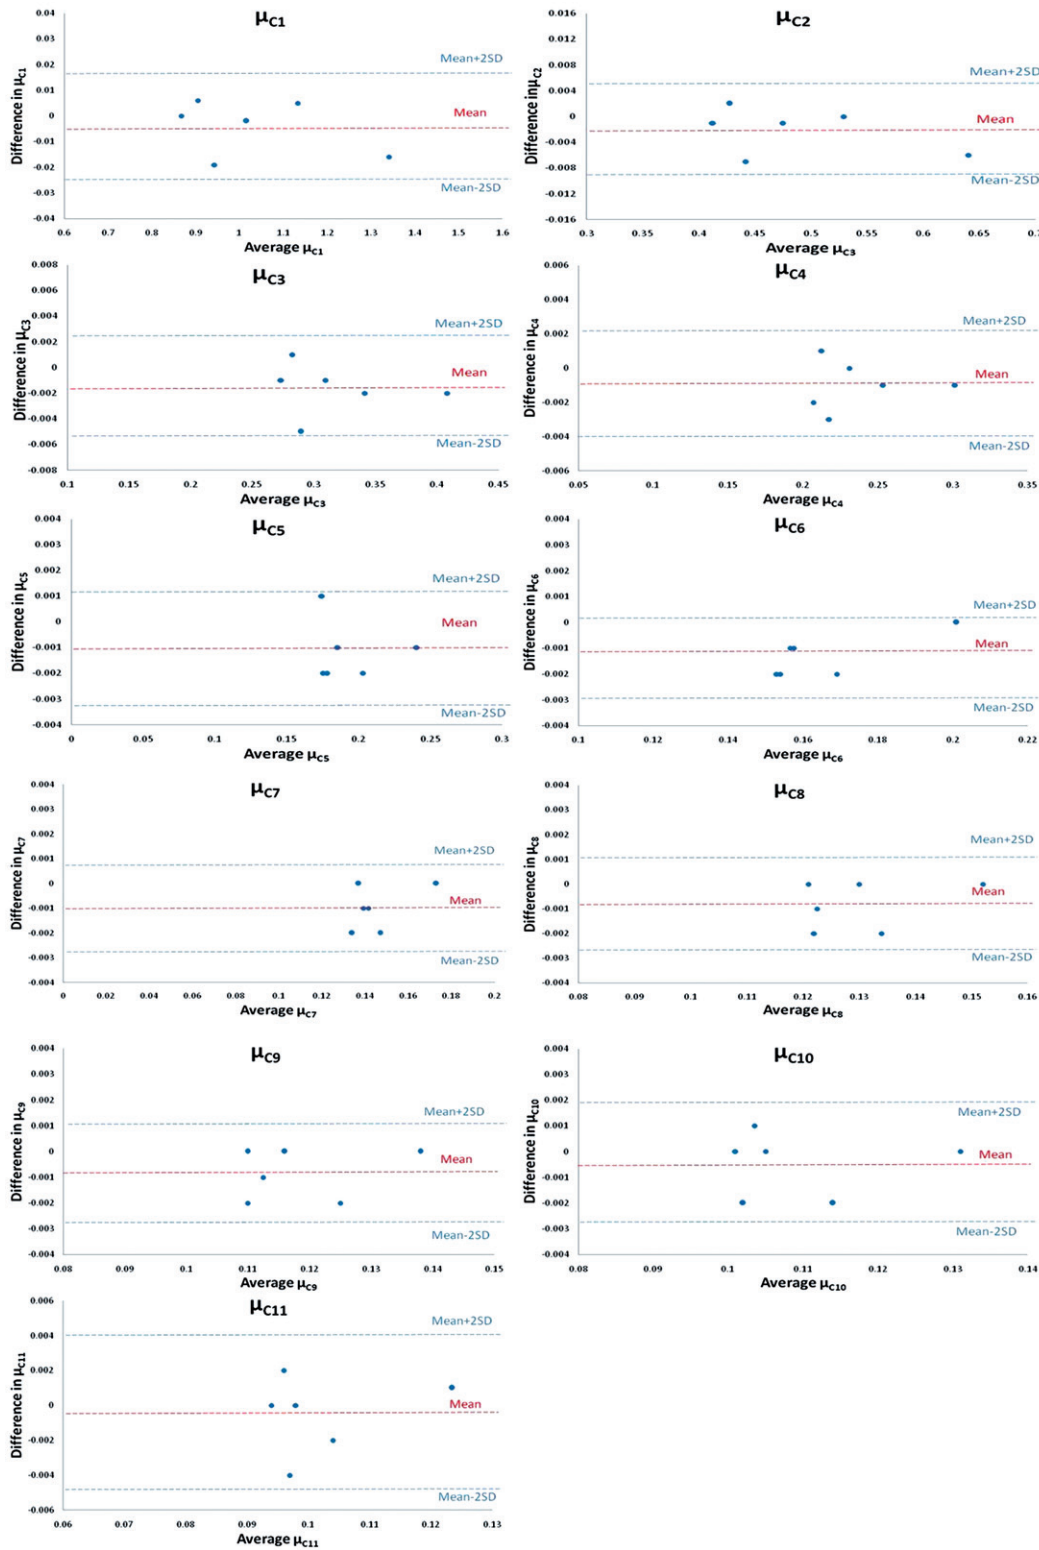 μC1
Difference in μC1
0.04
0.03
0.02
0.01
0
-0.01
-0.02
-0.03
-0.04
Mean+2SD
Mean
Mean-2SD
0.6 0.7 0.8 0.9 1 1.1 1.2 1.3 1.4 1.5 1.6
Average μC1
μC2
Difference in μC2
0.016
0.012
0.008
0.004
0
-0.004
-0.008
-0.012
-0.016
Mean+2SD
Mean
Mean-2SD
0.3 0.35 0.4 0.45 0.5 0.55 0.6 0.65 0.7
Average μC3
μC3
Difference in μC3
0.008
0.006
0.004
0.002
0
-0.002
-0.004
-0.006
-0.008
Mean+2SD
Mean
Mean-2SD
0.1 0.15 0.2 0.25 0.3 0.35 0.4 0.45
Average μC3
μC4
Difference in μC4
0.006
0.004
0.002
0
-0.002
-0.004
-0.006
Mean+2SD
Mean
Mean-2SD
0.05 0.1 0.15 0.2 0.25 0.3 0.35
Average μC4
μC5
Difference in μC5
0.004
0.003
0.002
0.001
0
-0.001
-0.002
-0.003
-0.004
Mean+2SD
Mean
Mean-2SD
0 0.05 0.1 0.15 0.2 0.25 0.3
Average μC5
μC6
Difference in μC6
0.004
0.003
0.002
0.001
0
-0.001
-0.002
-0.003
-0.004
Mean+2SD
Mean
Mean-2SD
0.1 0.12 0.14 0.16 0.18 0.2 0.22
Average μC6
μC7
Difference in μC7
0.004
0.003
0.002
0.001
0
-0.001
-0.002
-0.003
-0.004
Mean+2SD
Mean
Mean-2SD
0 0.02 0.04 0.06 0.08 0.1 0.12 0.14 0.16 0.18 0.2
Average μC7
μC8
Difference in μC8
0.004
0.003
0.002
0.001
0
-0.001
-0.002
-0.003
-0.004
Mean+2SD
Mean
Mean-2SD
0.08 0.09 0.1 0.11 0.12 0.13 0.14 0.15 0.16
Average μC8
μC9
Difference in μC9
0.004
0.003
0.002
0.001
0
-0.001
-0.002
-0.003
-0.004
Mean+2SD
Mean
Mean-2SD
0.08 0.09 0.1 0.11 0.12 0.13 0.14 0.15
Average μC9
μC10
Difference in μC10
0.004
0.003
0.002
0.001
0
-0.001
-0.002
-0.003
-0.004
Mean+2SD
Mean
Mean-2SD
0.08 0.09 0.1 0.11 0.12 0.13 0.14
Average μC10
μC11
Difference in μC11
0.006
0.004
0.002
0
-0.002
-0.004
-0.006
Mean+2SD
Mean
Mean-2SD
0.06 0.07 0.08 0.09 0.1 0.11 0.12 0.13
Average μC11